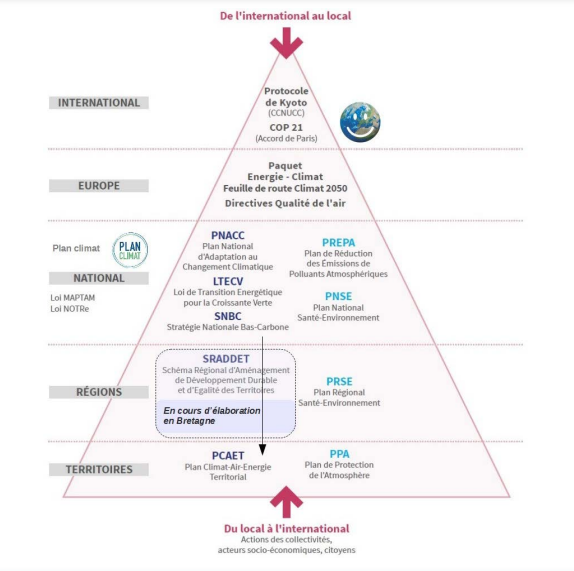 De l'international au local
INTERNATIONAL
Protocole
de Kyoto
(CCNUCC)
COP 21
(Accord de Paris)
EUROPE
Paquet
Energie - Climat
Feuille de route Climat 2050
Directives Qualité de l'air
Plan climat
PLAN
CLIMAT
NATIONAL
Loi MAPTAM
Loi NOTRe
PNACC
Plan National
d'Adaptation au
Changement Climatique
LTECV
Loi de Transition Energétique
pour la Croissante Verte
SNBC
Stratégie Nationale Bas-Carbone
PREPA
Plan de Réduction
des Émissions de
Polluants Atmosphériques
PNSE
Plan National
Santé-Environnement
RÉGIONS
SRADDET
Schéma Régional d'Aménagement
de Développement Durable
et d'Egalité des Territoires
En cours d'élaboration
en Bretagne
PRSE
Plan Régional
Santé-Environnement
TERRITOIRES
PCAET
Plan Climat-Air-Energie
Territorial
PPA
Plan de Protection
de l'Atmosphère
Du local à l'international
Actions des collectivités,
acteurs socio-économiques, citoyens